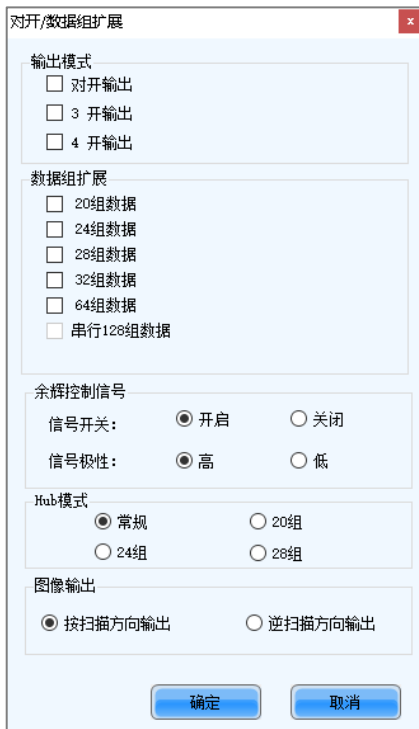 对开/数据组扩展
x
输出模式
对开输出
3 开输出
4 开输出
数据组扩展
20组数据
24组数据
28组数据
32组数据
64组数据
串行128组数据
余辉控制信号
信号开关: 开启 关闭
信号极性: 高 低
Hub模式
常规 20组
24组 28组
图像输出
按扫描方向输出 逆扫描方向输出
确定 取消